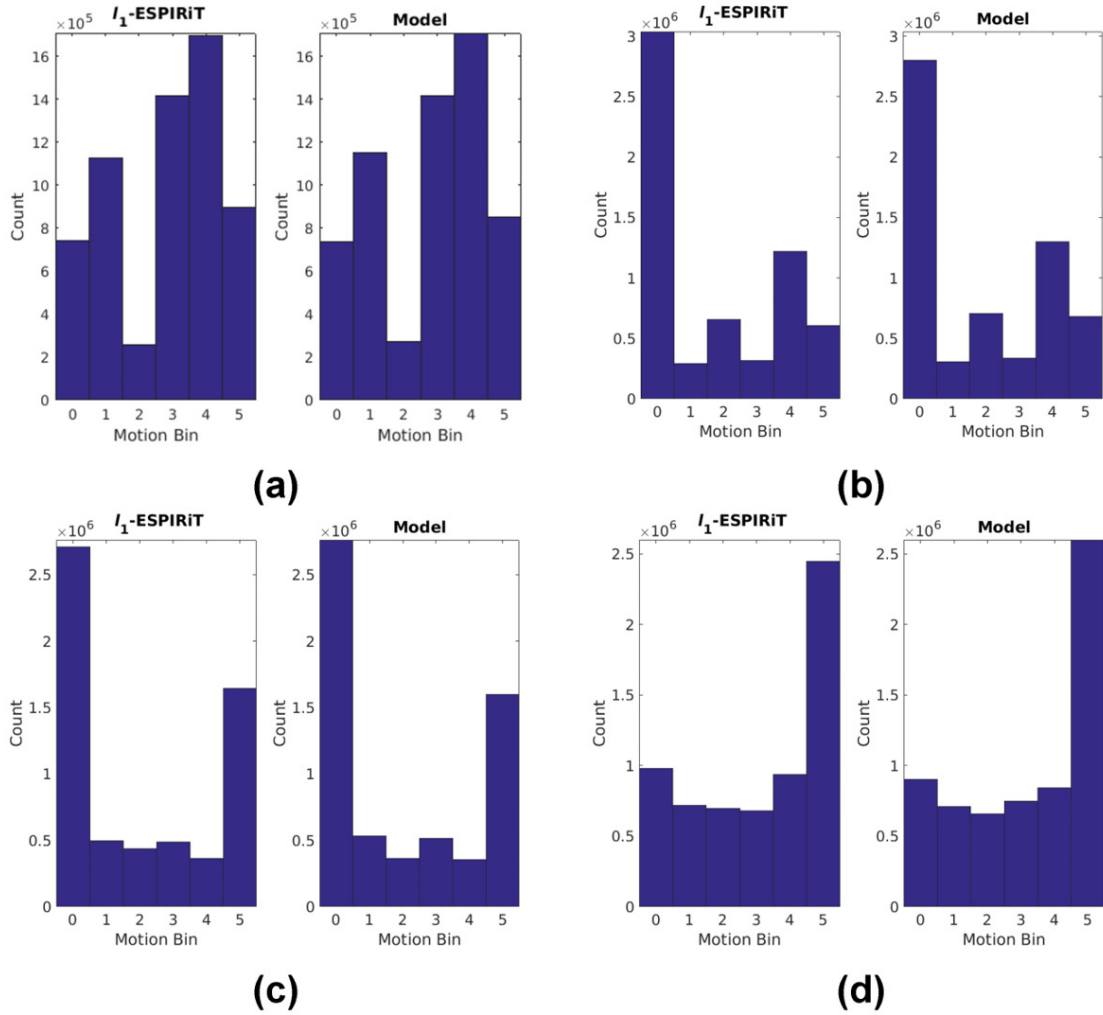 l1-ESPIRiT
×10^5
16
14
12
10
8
6
4
2
0
Count
0 1 2 3 4 5
Motion Bin
Model
×10^5
16
14
12
10
8
6
4
2
0
Count
0 1 2 3 4 5
Motion Bin
(a)
l1-ESPIRiT
×10^6
3
2.5
2
1.5
1
0.5
0
Count
0 1 2 3 4 5
Motion Bin
Model
×10^6
3
2.5
2
1.5
1
0.5
0
Count
0 1 2 3 4 5
Motion Bin
(b)
l1-ESPIRiT
×10^6
2.5
2
1.5
1
0.5
0
Count
0 1 2 3 4 5
Motion Bin
Model
×10^6
2.5
2
1.5
1
0.5
0
Count
0 1 2 3 4 5
Motion Bin
(c)
l1-ESPIRiT
×10^6
2.5
2
1.5
1
0.5
0
Count
0 1 2 3 4 5
Motion Bin
Model
×10^6
2.5
2
1.5
1
0.5
0
Count
0 1 2 3 4 5
Motion Bin
(d)